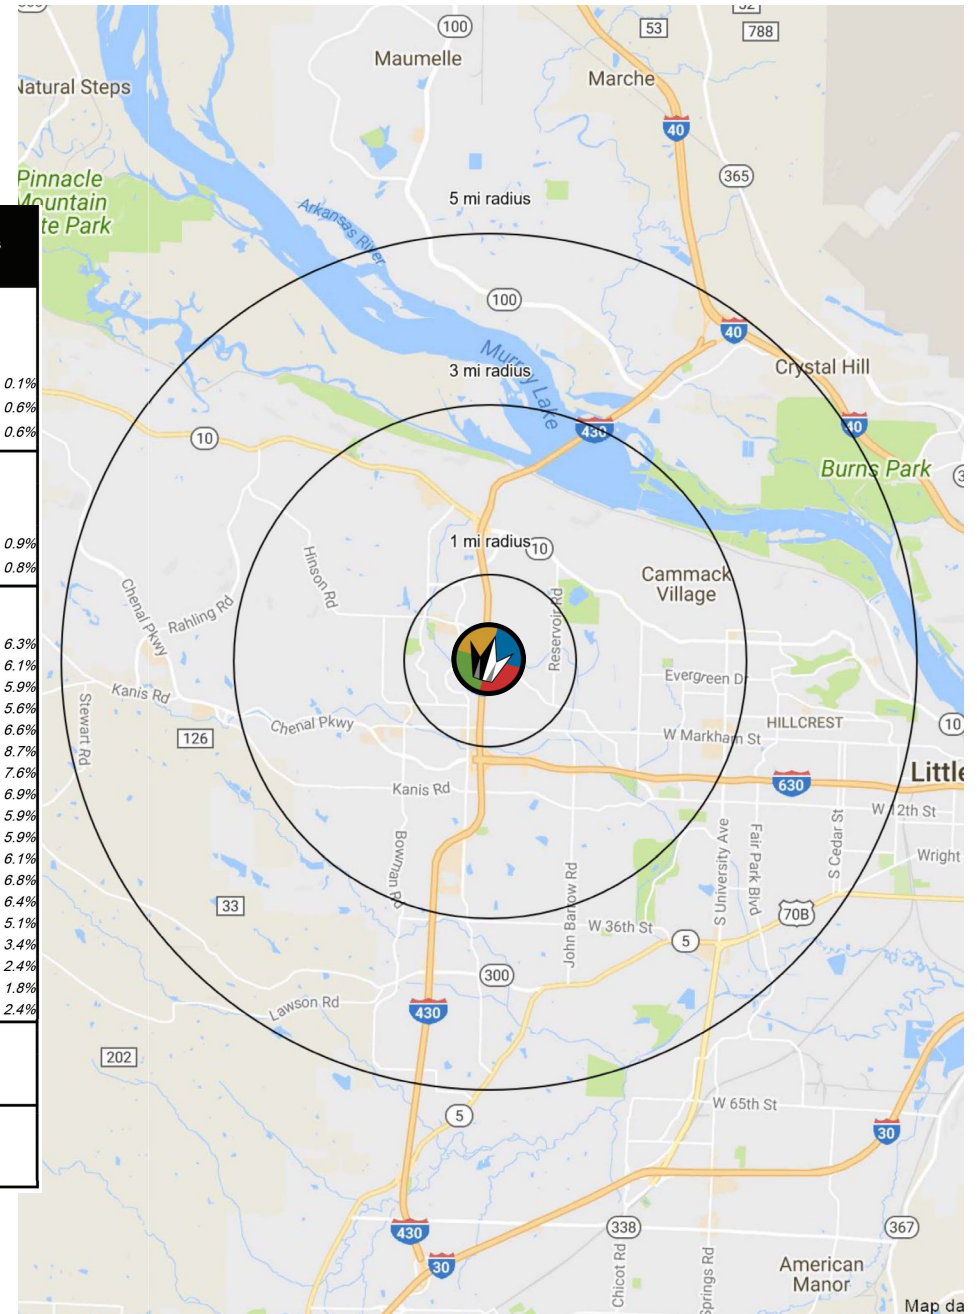 100
53
788
Maumelle
Marche
Natural Steps
40
365
Pinnacle
Mountain
te Park
5 mi radius
Arkansas
River
100
40
Murray Lake
3 mi radius
Crystal Hill
0.1%
0.6%
0.6%
10
430
40
Burns Park
1 mi radius
10
0.9%
0.8%
Hinson Rd
Cammack
Village
Chenal Pkwy
Rahling Rd
Reservoir Rd
6.3%
6.1%
5.9%
5.6%
6.6%
8.7%
7.6%
6.9%
5.9%
5.9%
6.1%
6.8%
6.4%
5.1%
3.4%
2.4%
1.8%
2.4%
Evergreen Dr
Kanis Rd
Stewart Rd
Chenal Pkwy
HILLCREST
10
126
W Markham St
Little
Kanis Rd
630
W 12th St
Bowman Rd
S University Ave
Fair Park Blvd
S Cedar St
Wright
33
John Barrow Rd
70B
W 36th St
5
300
Lawson Rd
430
202
5
W 65th St
30
430
338
367
30
Chicot Rd
Springs Rd
American
Manor
Map da